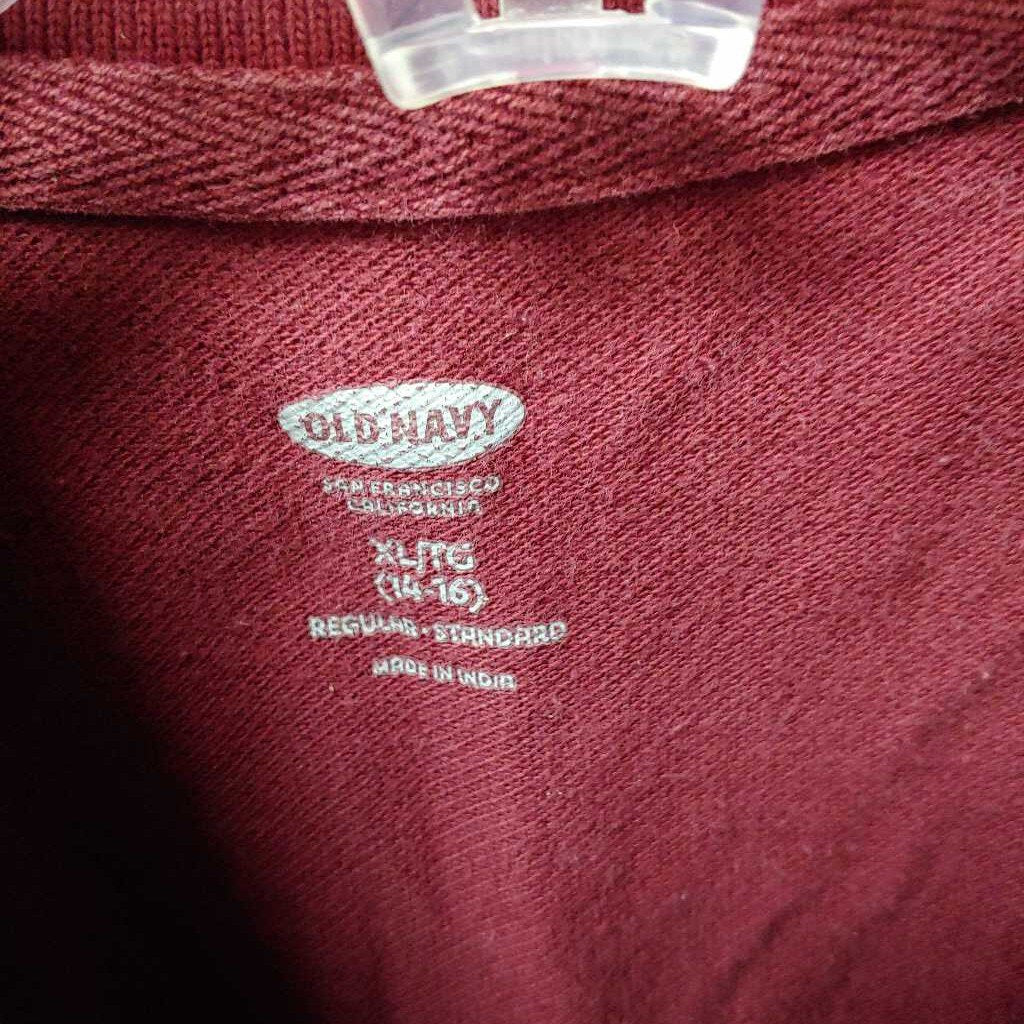 OLD NAVY
SAN FRANCISCO
CALIFORNIA
XL/TG
(14-16)
REGULAR · STANDARD
MADE IN INDIA